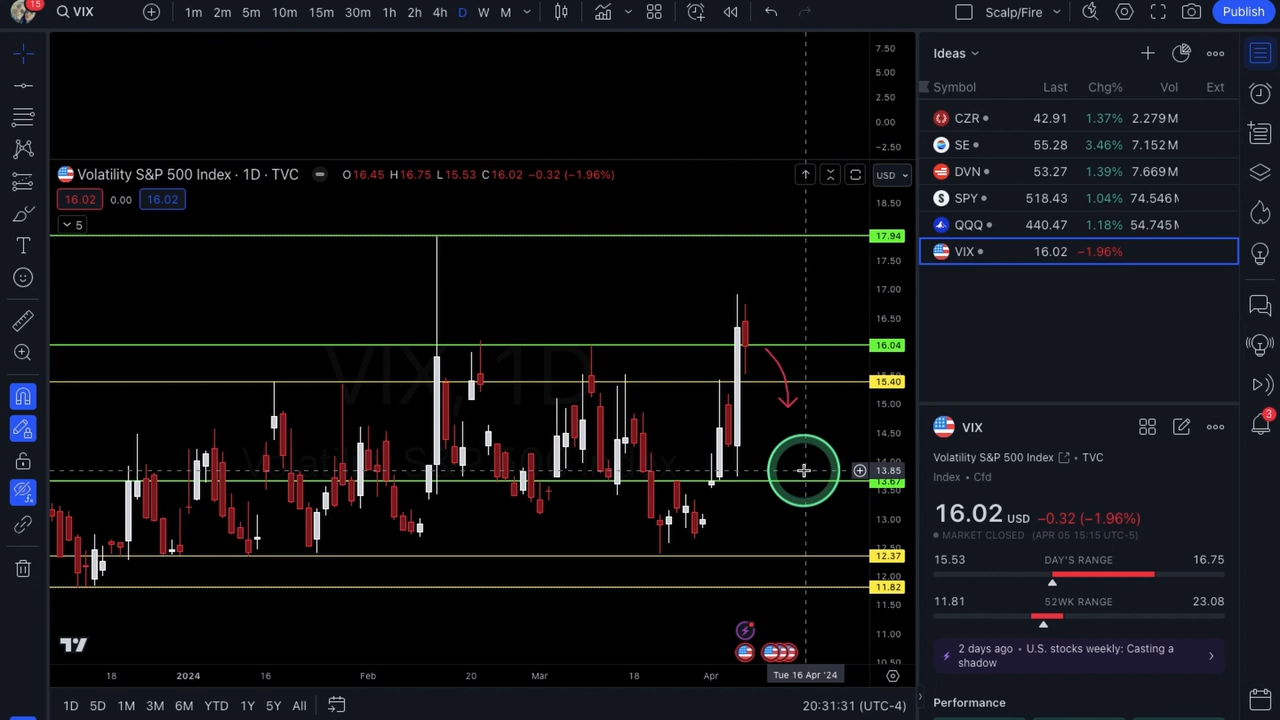 15
VIX
1m 2m 5m 10m 15m 30m 1h 2h 4h D W M
Scalp/Fire
Publish
7.50
5.00
2.50
0.00
−2.50
Volatility S&P 500 Index · 1D · TVC
O16.45 H16.75 L15.53 C16.02 −0.32 (−1.96%)
USD
16.02 0.00 16.02
5
VIX, 1D
18.50
17.94
17.50
17.00
16.50
16.04
15.40
15.00
14.50
13.85
13.67
13.50
13.00
12.37
12.00
11.82
11.50
11.00
10.50
18 2024 16 Feb 20 Mar 18 Apr Tue 16 Apr '24
1D 5D 1M 3M 6M YTD 1Y 5Y All
20:31:31 (UTC-4)
Ideas
Symbol Last Chg% Vol Ext
CZR 42.91 1.37% 2.279M
SE 55.28 3.46% 7.152M
DVN 53.27 1.39% 7.669M
SPY 518.43 1.04% 74.546M
QQQ 440.47 1.18% 54.745M
VIX 16.02 −1.96%
VIX
Volatility S&P 500 Index · TVC
Index · Cfd
16.02 USD −0.32 (−1.96%)
MARKET CLOSED (APR 05 15:15 UTC-5)
15.53 DAY'S RANGE 16.75
11.81 52WK RANGE 23.08
2 days ago · U.S. stocks weekly: Casting a
shadow
Performance
3